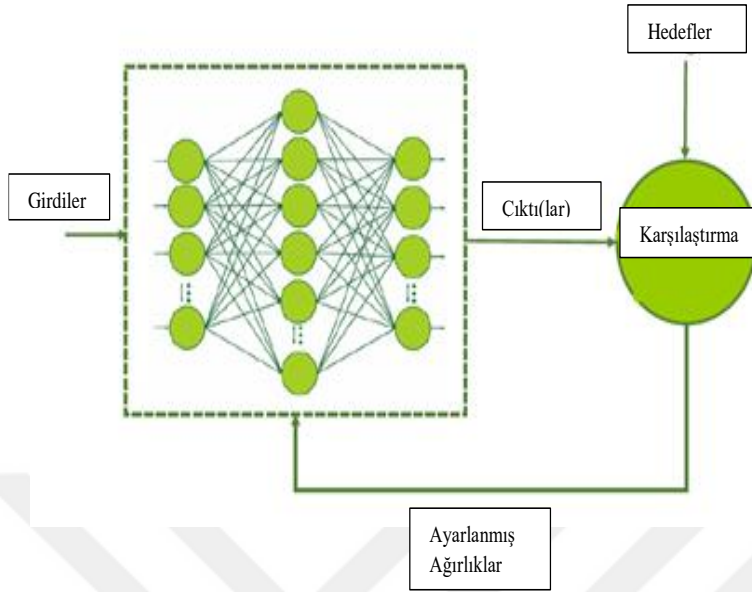 Hedefler
Girdiler
Cıktı(lar)
Karşılaştırma
Ayarlanmış
Ağırlıklar